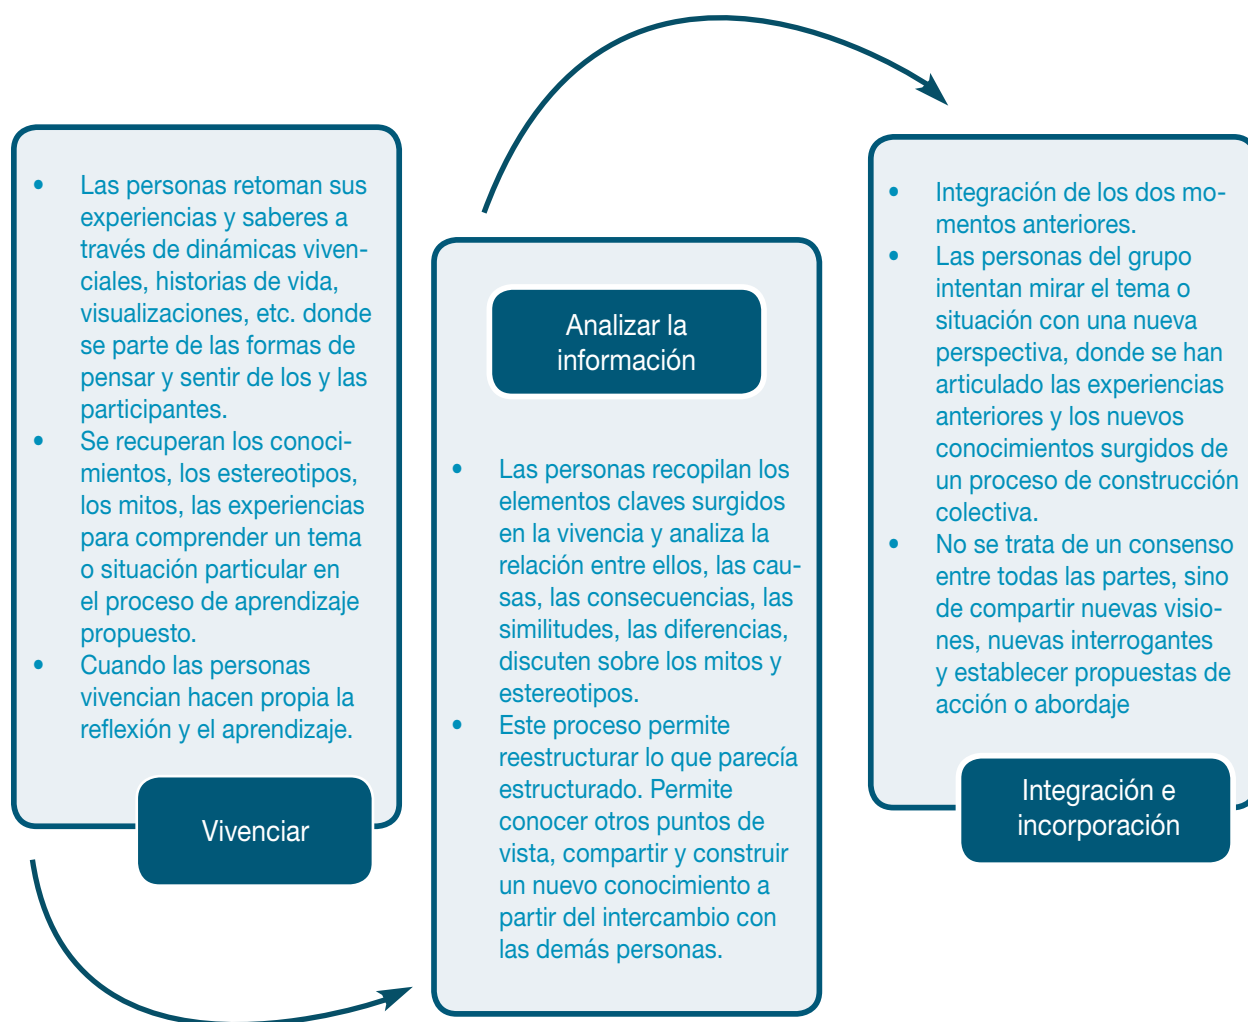 • Las personas retoman sus
experiencias y saberes a
través de dinámicas viven-
ciales, historias de vida,
visualizaciones, etc. donde
se parte de las formas de
pensar y sentir de los y las
participantes.
• Se recuperan los conoci-
mientos, los estereotipos,
los mitos, las experiencias
para comprender un tema
o situación particular en
el proceso de aprendizaje
propuesto.
• Cuando las personas
vivencian hacen propia la
reflexión y el aprendizaje.
Vivenciar
Analizar la
información
• Las personas recopilan los
elementos claves surgidos
en la vivencia y analiza la
relación entre ellos, las cau-
sas, las consecuencias, las
similitudes, las diferencias,
discuten sobre los mitos y
estereotipos.
• Este proceso permite
reestructurar lo que parecía
estructurado. Permite
conocer otros puntos de
vista, compartir y construir
un nuevo conocimiento a
partir del intercambio con
las demás personas.
• Integración de los dos mo-
mentos anteriores.
• Las personas del grupo
intentan mirar el tema o
situación con una nueva
perspectiva, donde se han
articulado las experiencias
anteriores y los nuevos
conocimientos surgidos de
un proceso de construcción
colectiva.
• No se trata de un consenso
entre todas las partes, sino
de compartir nuevas visio-
nes, nuevas interrogantes
y establecer propuestas de
acción o abordaje
Integración e
incorporación